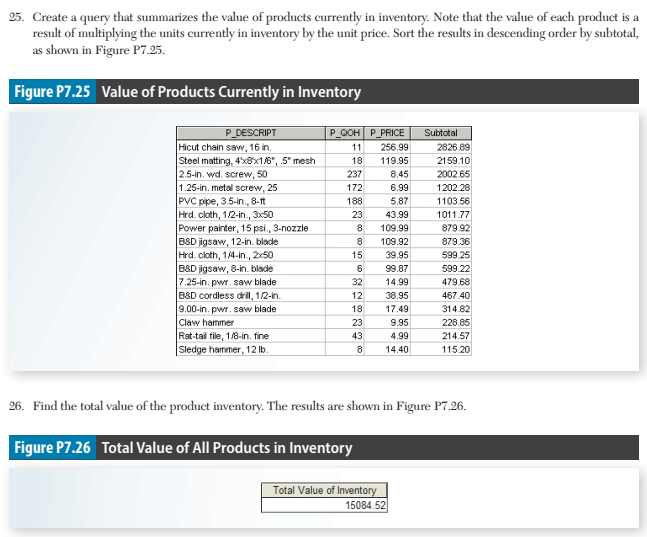 25. Create a query that summarizes the value of products currently in inventory. Note that the value of each product is a
result of multiplying the units currently in inventory by the unit price. Sort the results in descending order by subtotal,
as shown in Figure P7.25.
Figure P7.25 Value of Products Currently in Inventory
P_DESCRIPT P_QOH P_PRICE Subtotal
Hicut chain saw, 16 in. 11 256.99 2826.89
Steel matting, 4'x8'x1/6", .5" mesh 18 119.95 2159.10
2.5-in. wd. screw, 50 237 8.45 2002.65
1.25-in. metal screw, 25 172 6.99 1202.28
PVC pipe, 3.5-in., 8-ft 188 5.87 1103.56
Hrd. cloth, 1/2-in., 3x50 23 43.99 1011.77
Power painter, 15 psi., 3-nozzle 8 109.99 879.92
B&D jigsaw, 12-in. blade 8 109.92 879.36
Hrd. cloth, 1/4-in., 2x50 15 39.95 599.25
B&D jigsaw, 8-in. blade 6 99.87 599.22
7.25-in. pwr. saw blade 32 14.99 479.68
B&D cordless drill, 1/2-in. 12 38.95 467.40
9.00-in. pwr. saw blade 18 17.49 314.82
Claw hammer 23 9.95 228.85
Rat-tail file, 1/8-in. fine 43 4.99 214.57
Sledge hammer, 12 lb. 8 14.40 115.20
26. Find the total value of the product inventory. The results are shown in Figure P7.26.
Figure P7.26 Total Value of All Products in Inventory
Total Value of Inventory
15084.52